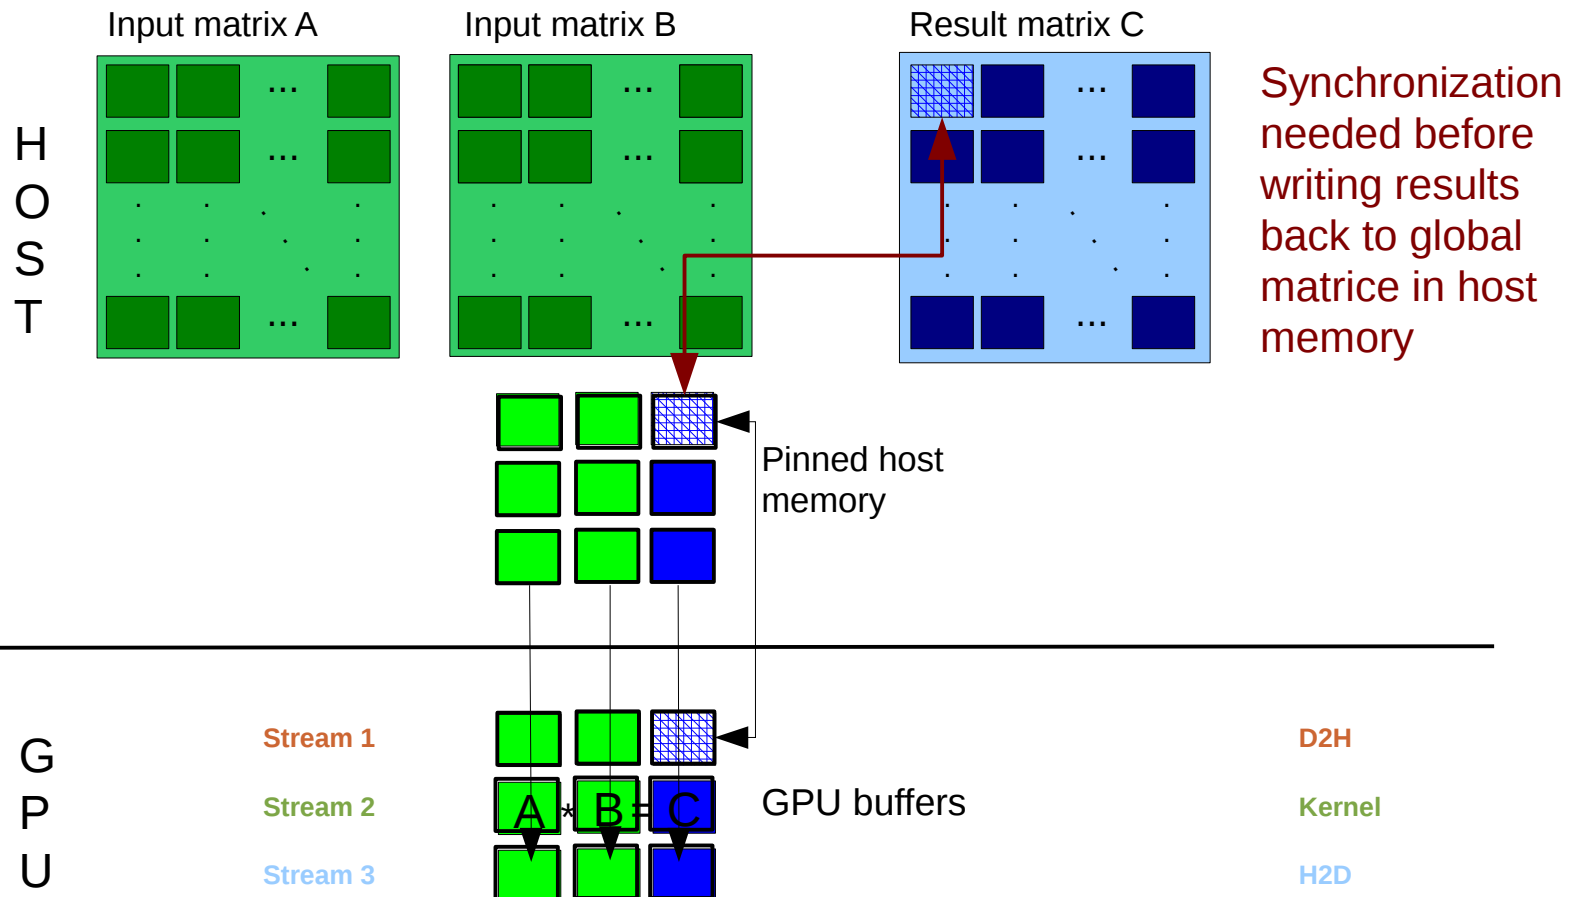 Input matrix A
Input matrix B
Result matrix C
H
O
S
T
...
...
...
...
...
...
...
...
...
Synchronization
needed before
writing results
back to global
matrice in host
memory
Pinned host
memory
G
P
U
Stream 1
D2H
Stream 2
A * B = C
GPU buffers
Kernel
Stream 3
H2D